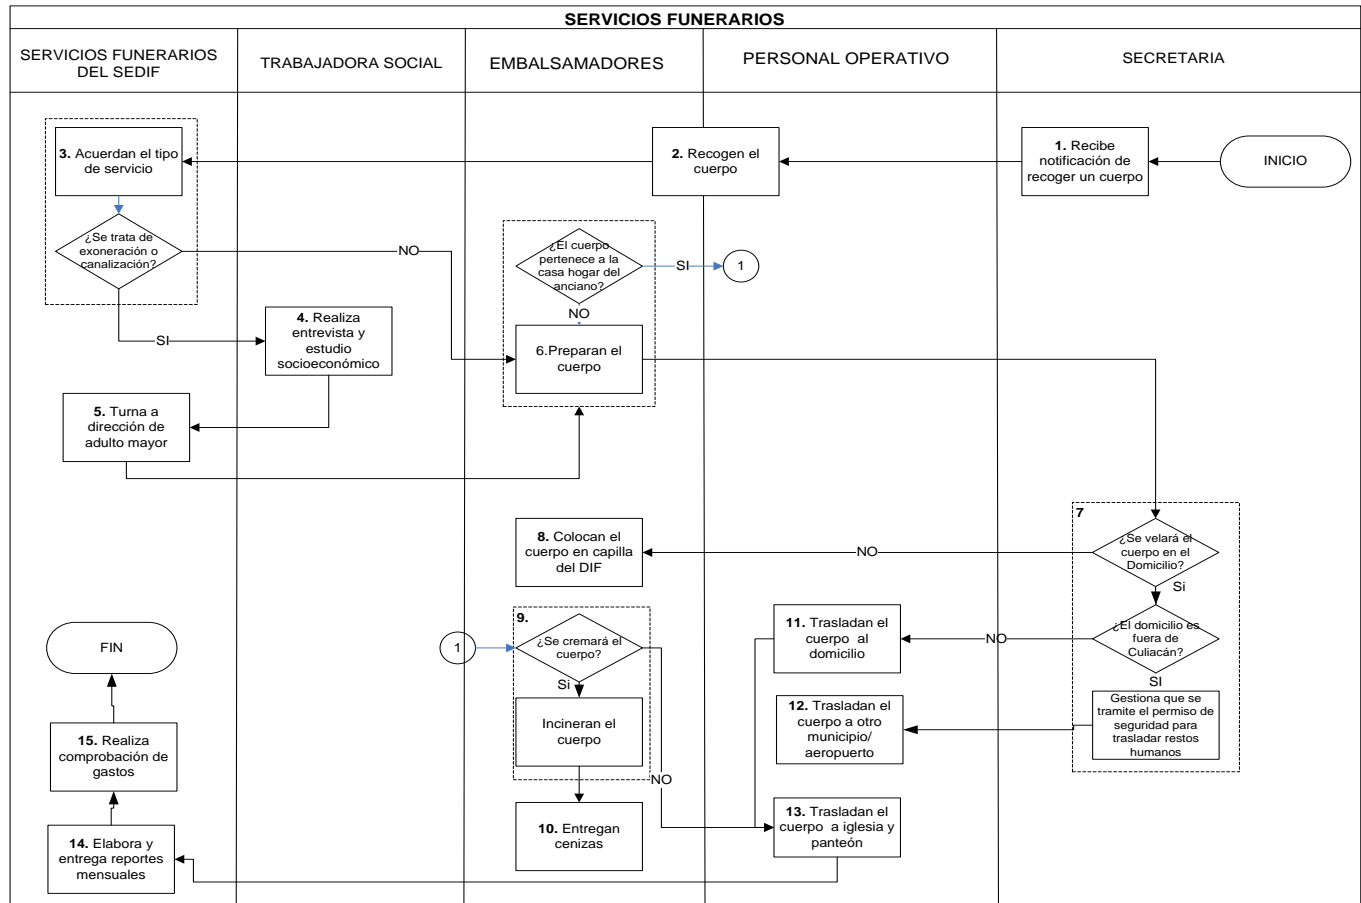 SERVICIOS FUNERARIOS
SERVICIOS FUNERARIOS
DEL SEDIF
TRABAJADORA SOCIAL
EMBALSAMADORES
PERSONAL OPERATIVO
SECRETARIA
3. Acuerdan el tipo
de servicio
2. Recogen el
cuerpo
1. Recibe
notificación de
recoger un cuerpo
INICIO
¿Se trata de
exoneración o
canalización?
NO
¿El cuerpo
pertenece a la
casa hogar del
anciano?
SI
1
NO
SI
4. Realiza
entrevista y
estudio
socioeconómico
6.Preparan el
cuerpo
5. Turna a
dirección de
adulto mayor
7
8. Colocan el
cuerpo en capilla
del DIF
NO
¿Se velará el
cuerpo en el
Domicilio?
Si
9.
FIN
1
¿Se cremará el
cuerpo?
11. Trasladan el
cuerpo al
domicilio
NO
¿El domicilio es
fuera de
Culiacán?
Si
SI
Incineran el
cuerpo
12. Trasladan el
cuerpo a otro
municipio/
aeropuerto
Gestiona que se
tramite el permiso de
seguridad para
trasladar restos
humanos
15. Realiza
comprobación de
gastos
NO
10. Entregan
cenizas
13. Trasladan el
cuerpo a iglesia y
panteón
14. Elabora y
entrega reportes
mensuales